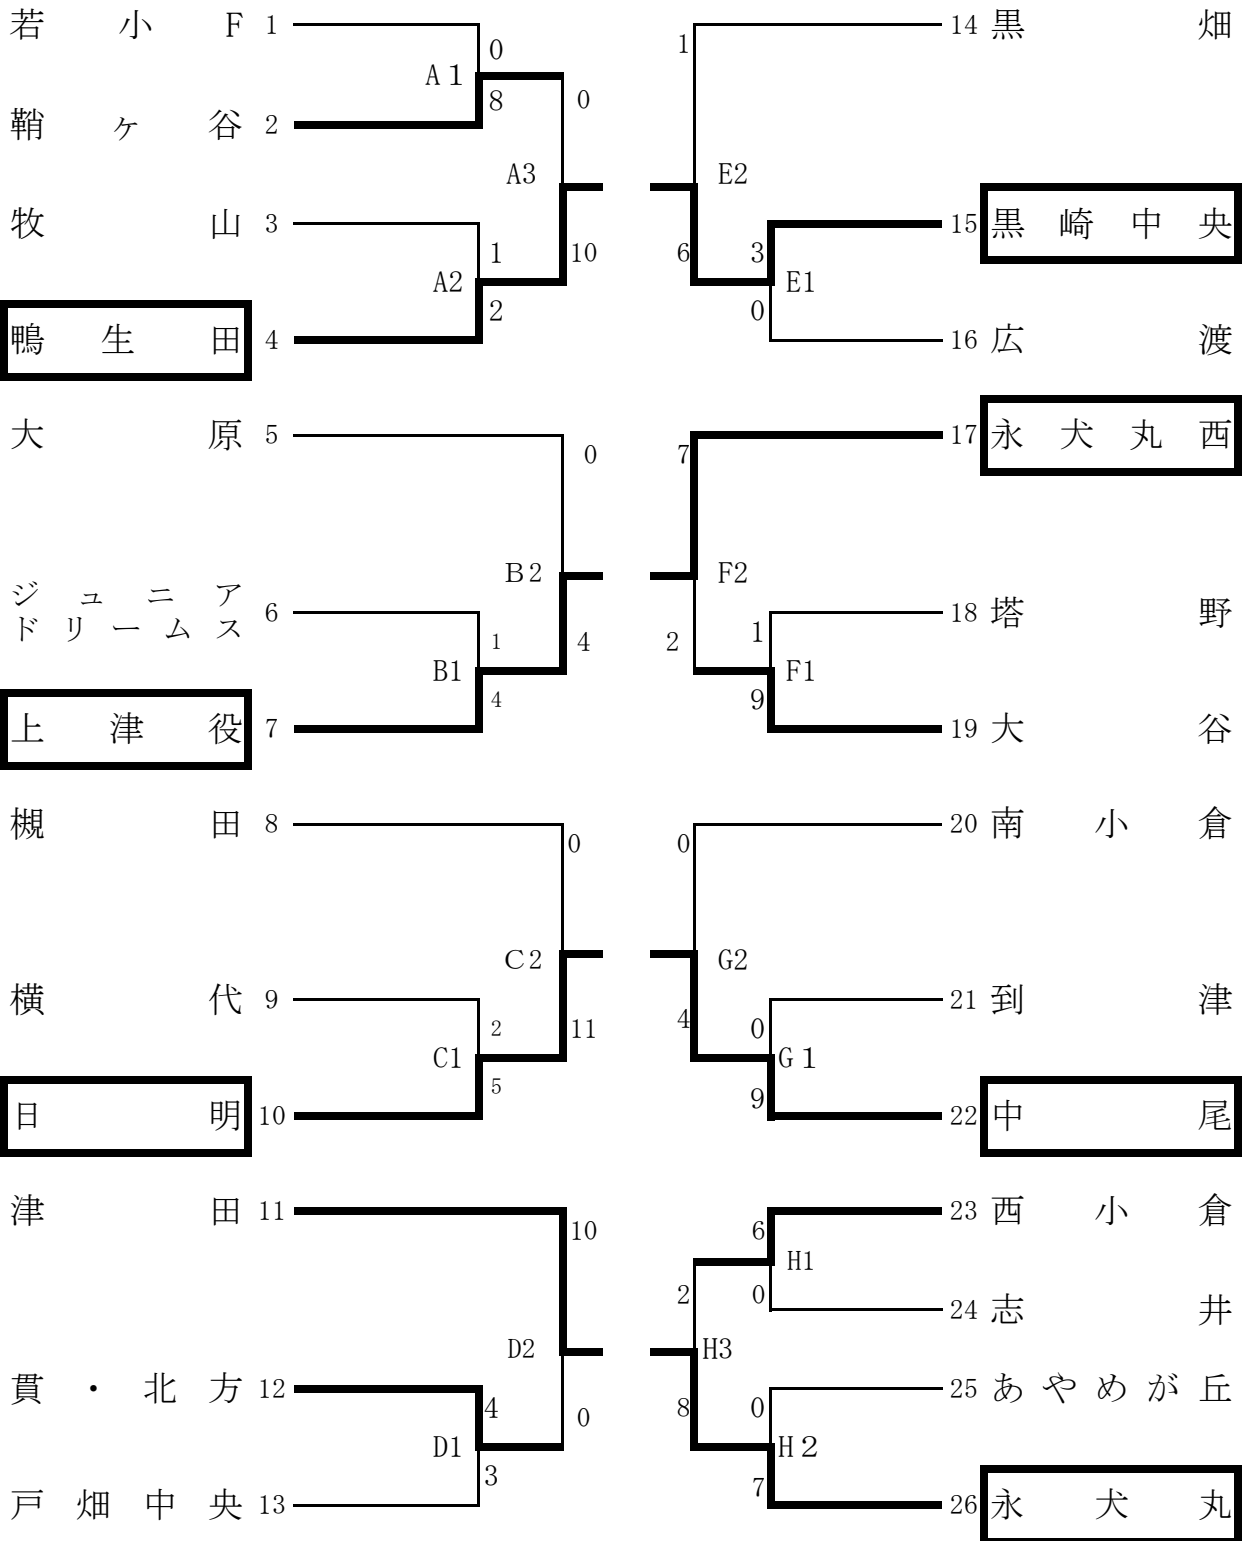 若小F 1
0
A１
8
0
鞘ヶ谷 2
A3
牧山 3
1
10
A2
2
鴨生田 4
大原 5
0
B2
ジュニア
ドリームス 6
1
4
B1
4
上津役 7
槻田 8
0
C2
横代 9
2
11
C1
5
日明 10
津田 11
10
D2
貫・北方 12
4
0
D1
3
戸畑中央 13
14 黒畑
1
E2
15 黒崎中央
6
3
E1
0
16 広渡
17 永犬丸西
7
F2
18 塔野
1
2
F1
9
19 大谷
20 南小倉
0
G2
21 到津
4
0
G１
9
22 中尾
23 西小倉
6
H1
2
0
24 志井
H3
25 あやめが丘
8
0
H２
7
26 永犬丸